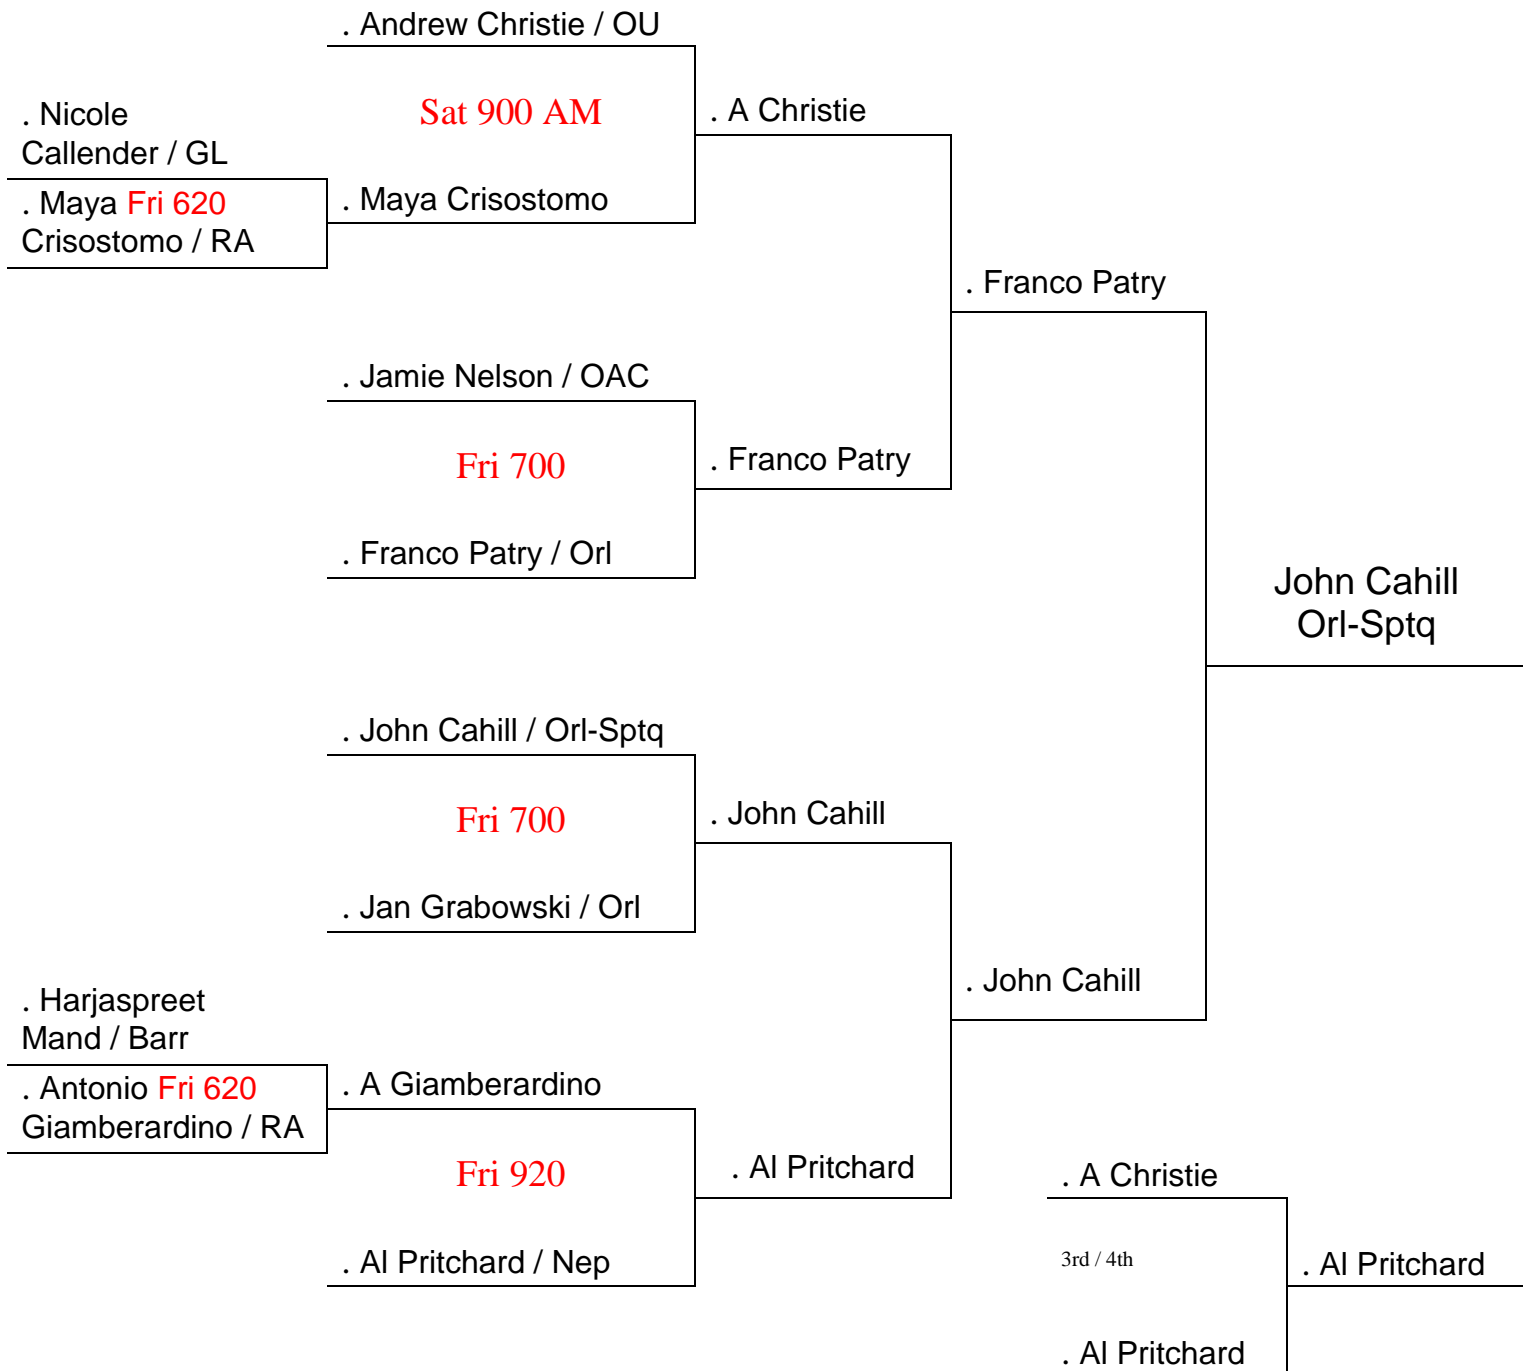 . Andrew Christie / OU
Sat 900 AM
. A Christie
. Nicole
Callender / GL
. Maya Fri 620
Crisostomo / RA
. Maya Crisostomo
. Franco Patry
. Jamie Nelson / OAC
Fri 700
. Franco Patry
. Franco Patry / Orl
John Cahill
Orl-Sptq
. John Cahill / Orl-Sptq
Fri 700
. John Cahill
. Jan Grabowski / Orl
. John Cahill
. Harjaspreet
Mand / Barr
. Antonio Fri 620
Giamberardino / RA
. A Giamberardino
Fri 920
. Al Pritchard
. Al Pritchard / Nep
. A Christie
3rd / 4th
. Al Pritchard
. Al Pritchard